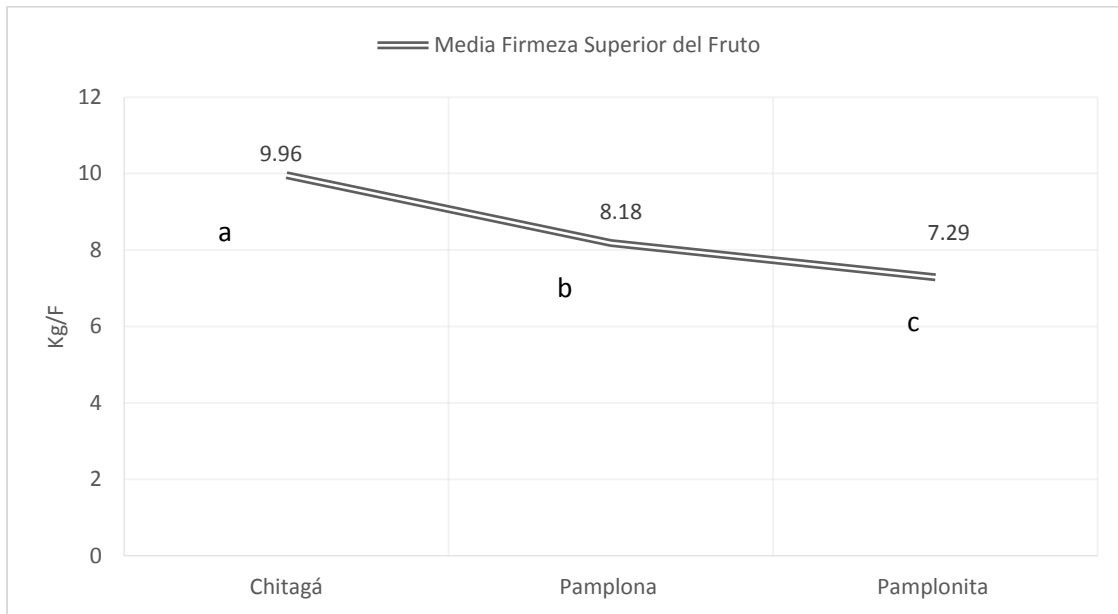 Media Firmeza Superior del Fruto
12
10
8
6
4
2
0
Kg/F
9.96
8.18
7.29
a
b
c
Chitagá
Pamplona
Pamplonita